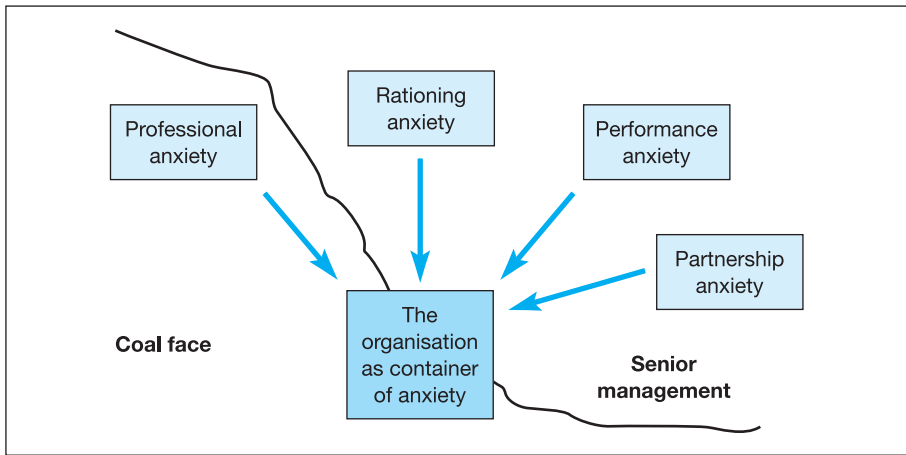 Professional
anxiety
Rationing
anxiety
Performance
anxiety
Partnership
anxiety
The
organisation
as container
of anxiety
Coal face
Senior
management